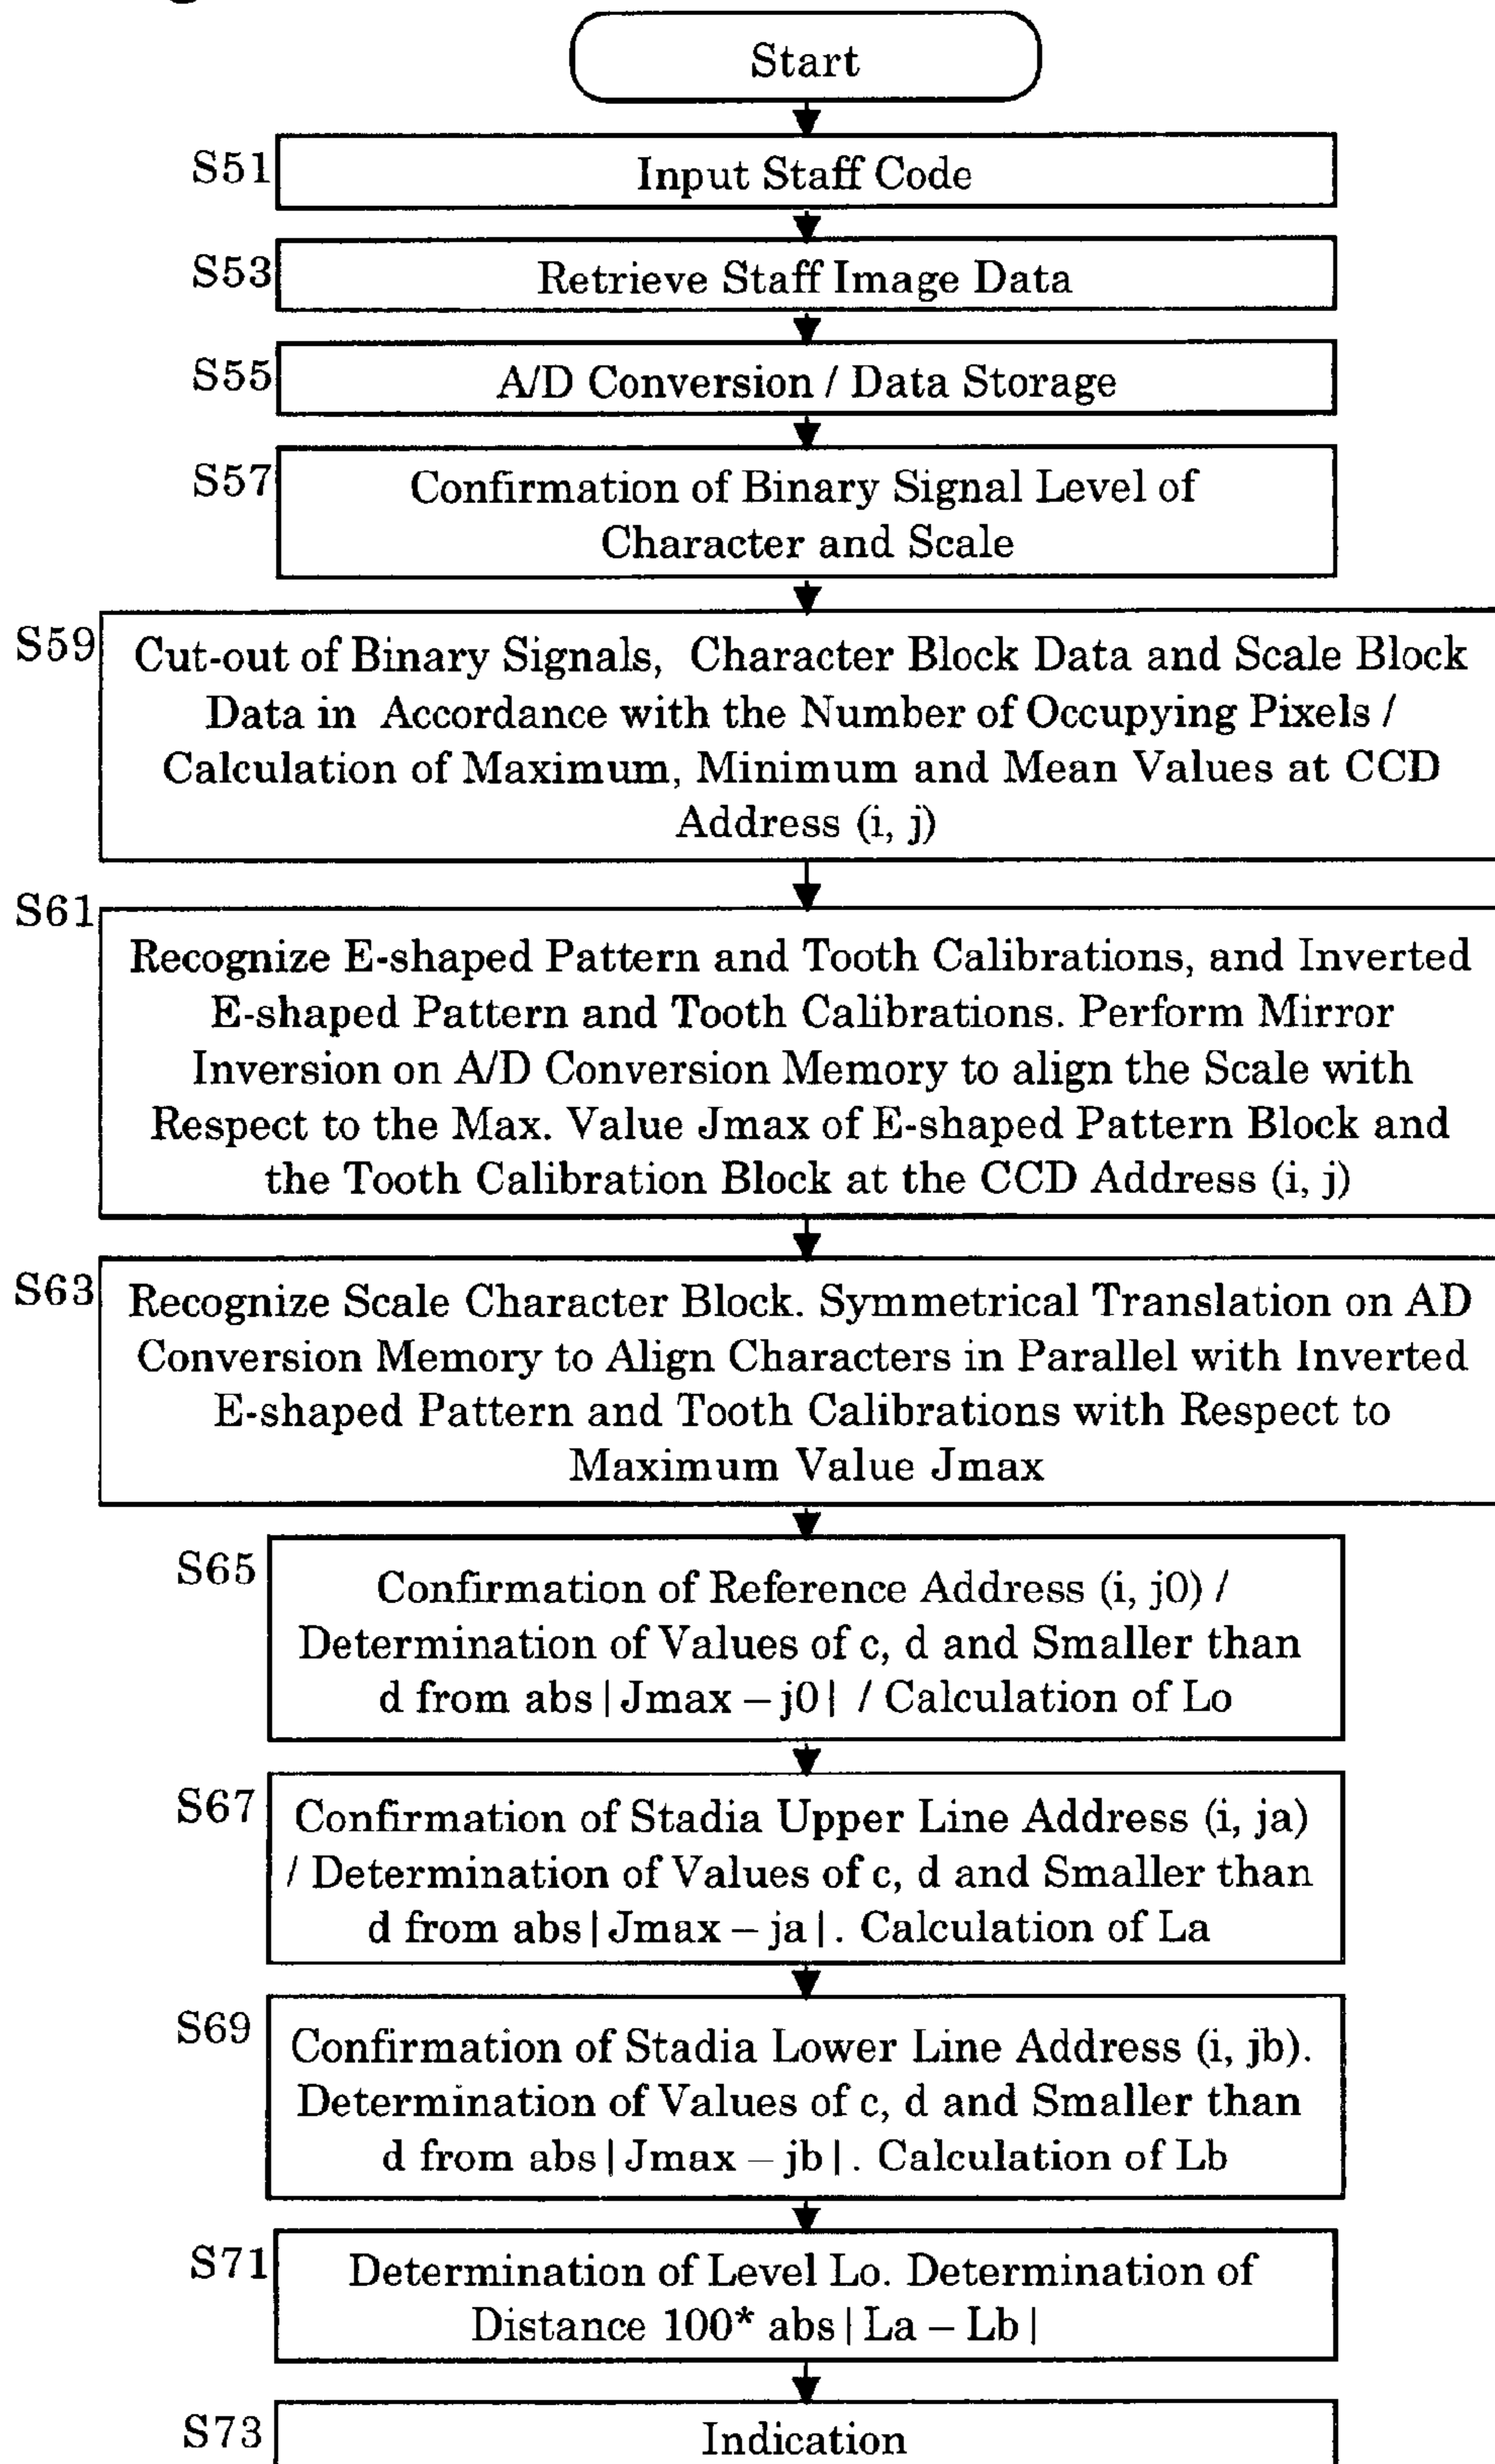 Start
S51
Input Staff Code
S53
Retrieve Staff Image Data
S55
A/D Conversion / Data Storage
S57
Confirmation of Binary Signal Level of
Character and Scale
S59
Cut-out of Binary Signals, Character Block Data and Scale Block
Data in Accordance with the Number of Occupying Pixels /
Calculation of Maximum, Minimum and Mean Values at CCD
Address (i, j)
S61
Recognize E-shaped Pattern and Tooth Calibrations, and Inverted
E-shaped Pattern and Tooth Calibrations. Perform Mirror
Inversion on A/D Conversion Memory to align the Scale with
Respect to the Max. Value Jmax of E-shaped Pattern Block and
the Tooth Calibration Block at the CCD Address (i, j)
S63
Recognize Scale Character Block. Symmetrical Translation on AD
Conversion Memory to Align Characters in Parallel with Inverted
E-shaped Pattern and Tooth Calibrations with Respect to
Maximum Value Jmax
S65
Confirmation of Reference Address (i, j0) /
Determination of Values of c, d and Smaller than
d from abs | Jmax – j0 | / Calculation of Lo
S67
Confirmation of Stadia Upper Line Address (i, ja)
/ Determination of Values of c, d and Smaller than
d from abs | Jmax – ja | . Calculation of La
S69
Confirmation of Stadia Lower Line Address (i, jb).
Determination of Values of c, d and Smaller than
d from abs | Jmax – jb | . Calculation of Lb
S71
Determination of Level Lo. Determination of
Distance 100* abs | La – Lb |
S73
Indication